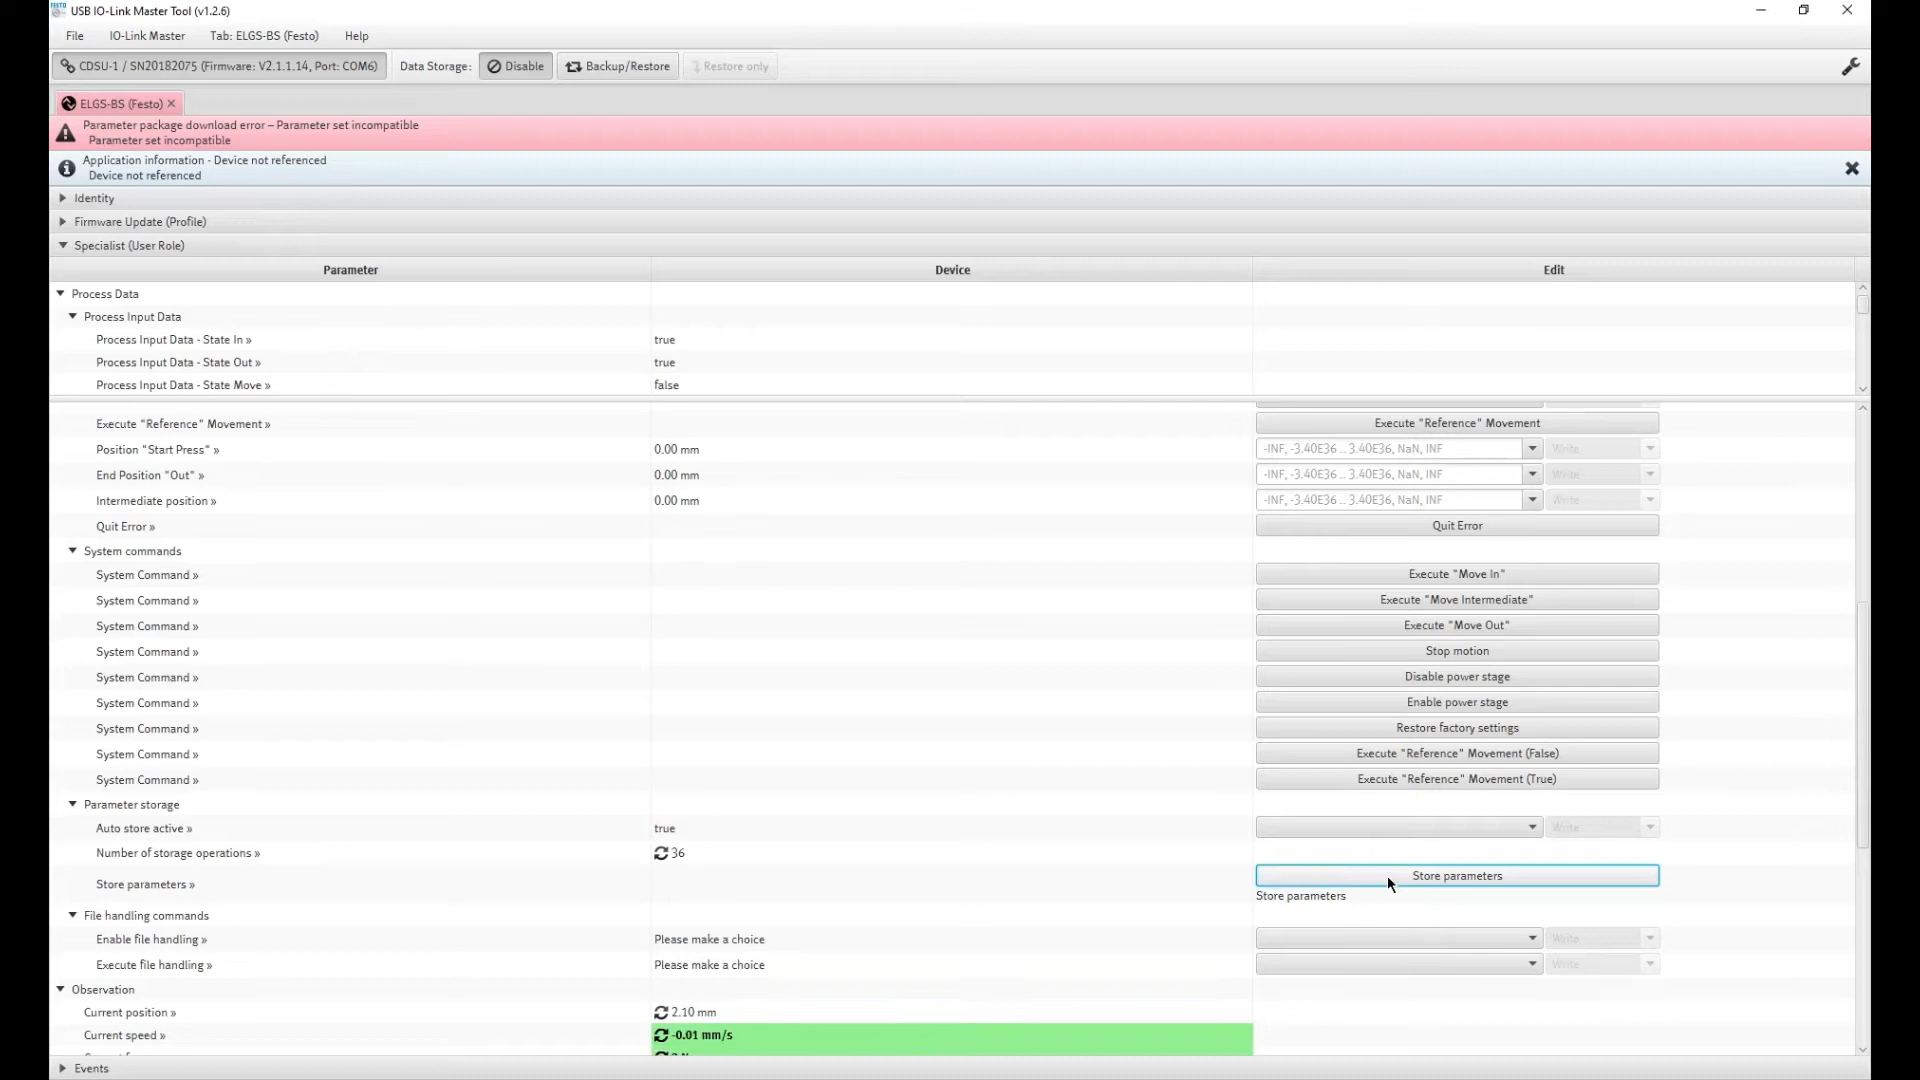 FESTO USB IO-Link Master Tool (v1.2.6)
File IO-Link Master Tab: ELGS-BS (Festo) Help
CDSU-1 / SN20182075 (Firmware: V2.1.1.14, Port: COM6) Data Storage: Disable Backup/Restore Restore only
ELGS-BS (Festo)
Parameter package download error – Parameter set incompatible
Parameter set incompatible
Application information - Device not referenced
Device not referenced
Identity
Firmware Update (Profile)
Specialist (User Role)
Parameter Device Edit
Process Data
Process Input Data
Process Input Data - State In » true
Process Input Data - State Out » true
Process Input Data - State Move » false
Execute "Reference" Movement » Execute "Reference" Movement
Position "Start Press" » 0.00 mm -INF, -3.40E36 .. 3.40E36, NaN, INF Write
End Position "Out" » 0.00 mm -INF, -3.40E36 .. 3.40E36, NaN, INF Write
Intermediate position » 0.00 mm -INF, -3.40E36 .. 3.40E36, NaN, INF Write
Quit Error » Quit Error
System commands
System Command » Execute "Move In"
System Command » Execute "Move Intermediate"
System Command » Execute "Move Out"
System Command » Stop motion
System Command » Disable power stage
System Command » Enable power stage
System Command » Restore factory settings
System Command » Execute "Reference" Movement (False)
System Command » Execute "Reference" Movement (True)
Parameter storage
Auto store active » true Write
Number of storage operations » 36
Store parameters » Store parameters
Store parameters
File handling commands
Enable file handling » Please make a choice Write
Execute file handling » Please make a choice Write
Observation
Current position » 2.10 mm
Current speed » -0.01 mm/s
Events